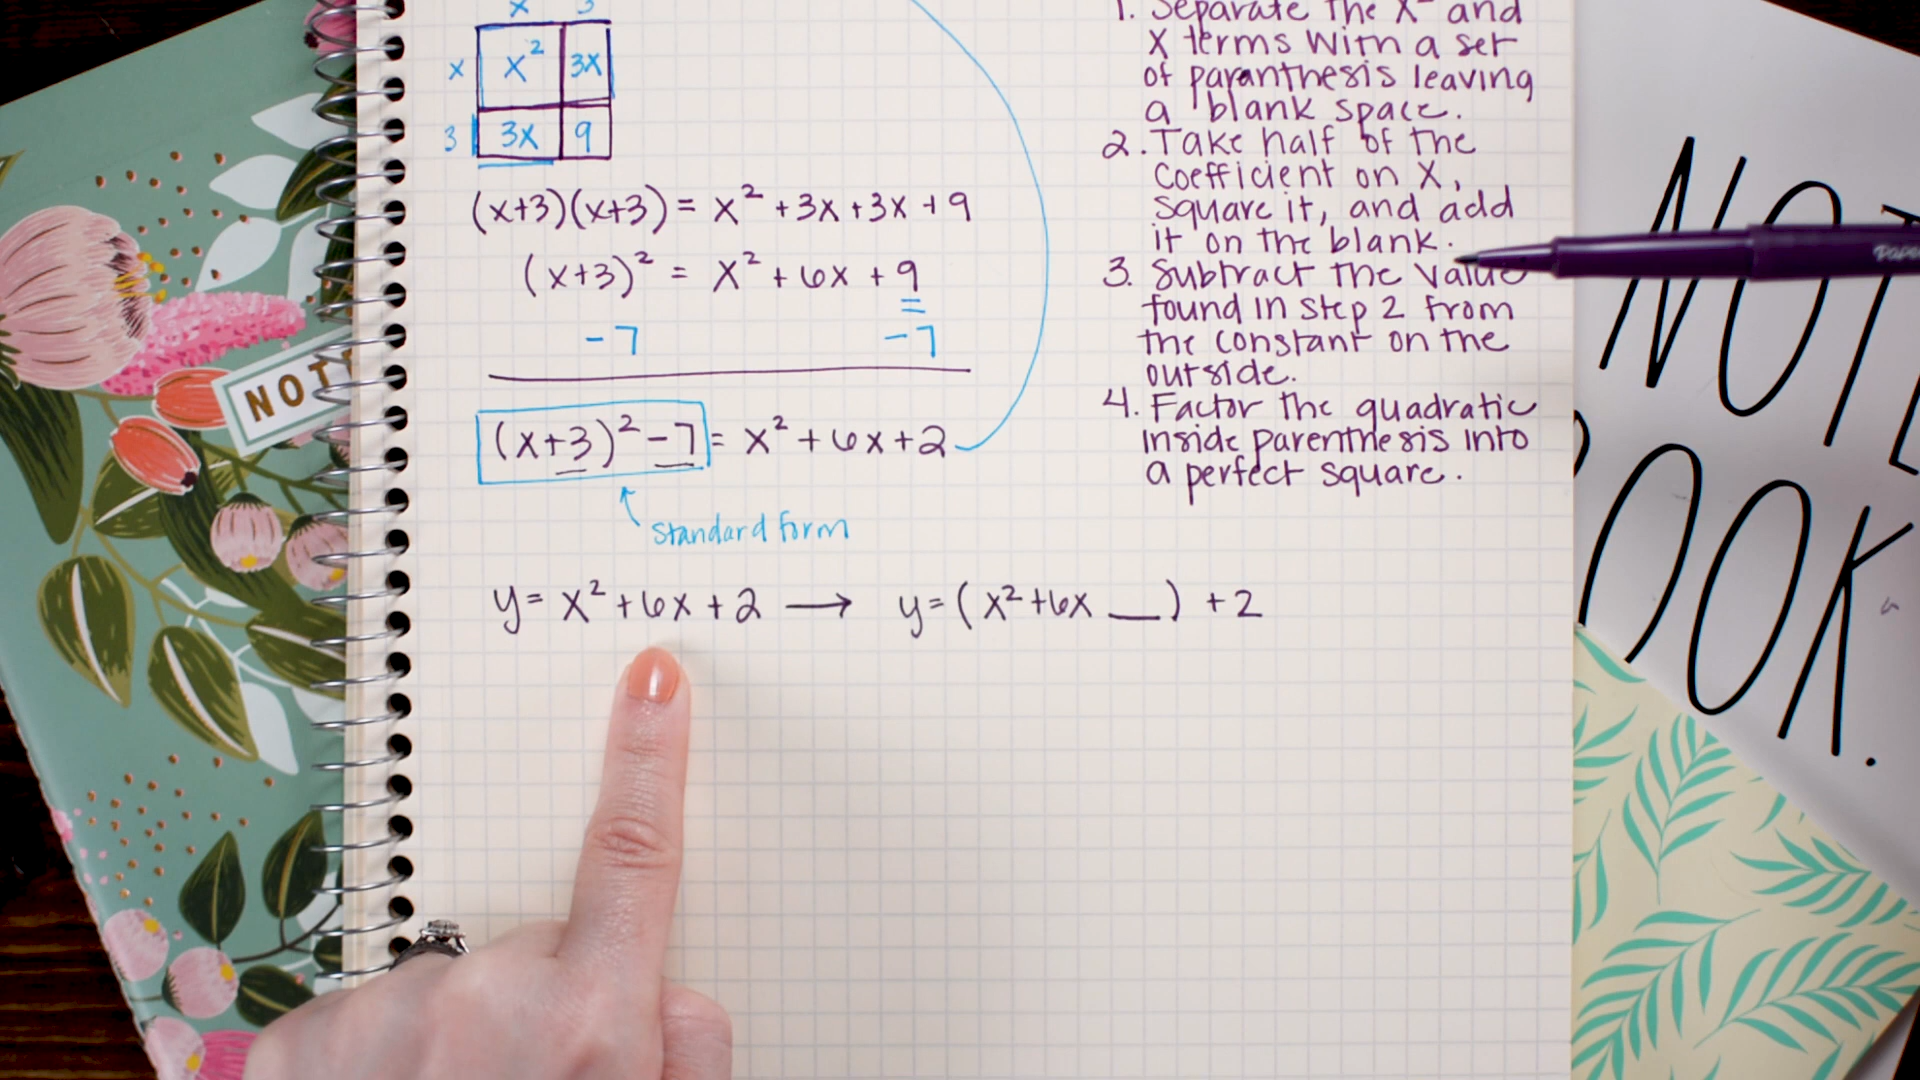 x 3
x x² 3x
3 3x 9
(x+3)(x+3) = x² + 3x + 3x + 9
(x+3)² = x² + 6x + 9
-7 -7
(x+3)² - 7 = x² + 6x + 2
Standard form
y = x² + 6x + 2 → y = (x² + 6x __ ) + 2
1. Separate the x² and
x terms with a set
of paranthesis leaving
a blank space.
2. Take half of the
coefficient on x,
square it, and add
it on the blank.
3. Subtract the value
found in step 2 from
the constant on the
outside.
4. Factor the quadratic
inside parenthesis into
a perfect square.
NOT
NOTE
OOK.